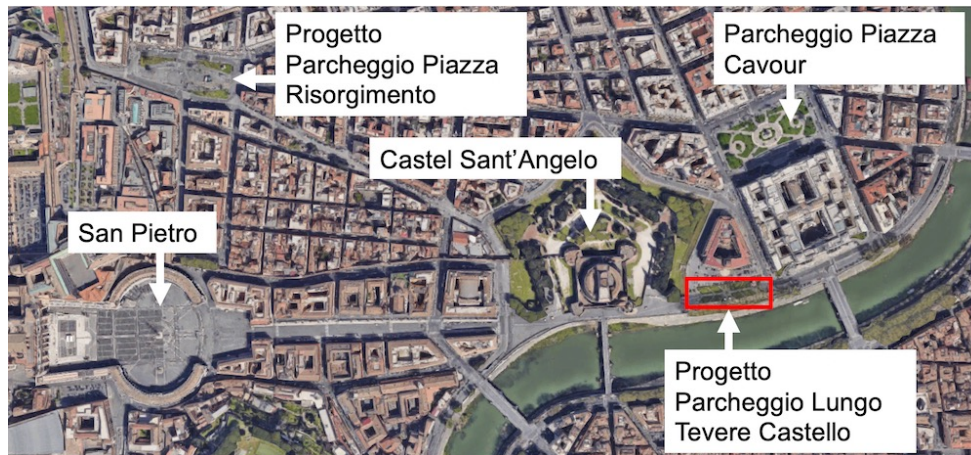 Progetto
Parcheggio Piazza
Risorgimento
Parcheggio Piazza
Cavour
Castel Sant’Angelo
San Pietro
Progetto
Parcheggio Lungo
Tevere Castello